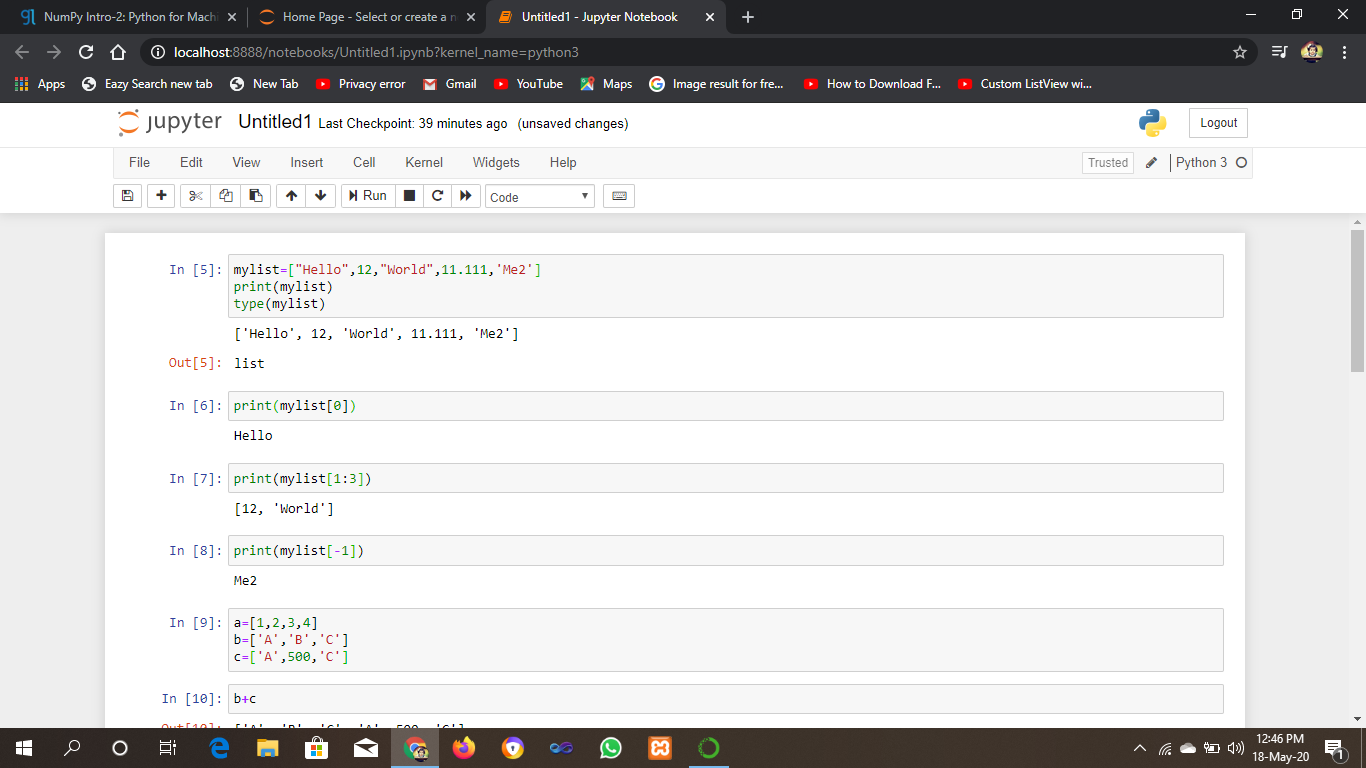 NumPy Intro-2: Python for Machi
Home Page - Select or create a n
Untitled1 - Jupyter Notebook
localhost:8888/notebooks/Untitled1.ipynb?kernel_name=python3
Apps Eazy Search new tab New Tab Privacy error Gmail YouTube Maps Image result for fre... How to Download F... Custom ListView wi...
jupyter Untitled1 Last Checkpoint: 39 minutes ago (unsaved changes) Logout
File Edit View Insert Cell Kernel Widgets Help Trusted Python 3
Run Code
In [5]: mylist=["Hello",12,"World",11.111,'Me2']
print(mylist)
type(mylist)
['Hello', 12, 'World', 11.111, 'Me2']
Out[5]: list
In [6]: print(mylist[0])
Hello
In [7]: print(mylist[1:3])
[12, 'World']
In [8]: print(mylist[-1])
Me2
In [9]: a=[1,2,3,4]
b=['A','B','C']
c=['A',500,'C']
In [10]: b+c
Out[10]: ['A', 'B', 'C', 'A', 500, 'C']
12:46 PM
18-May-20
1